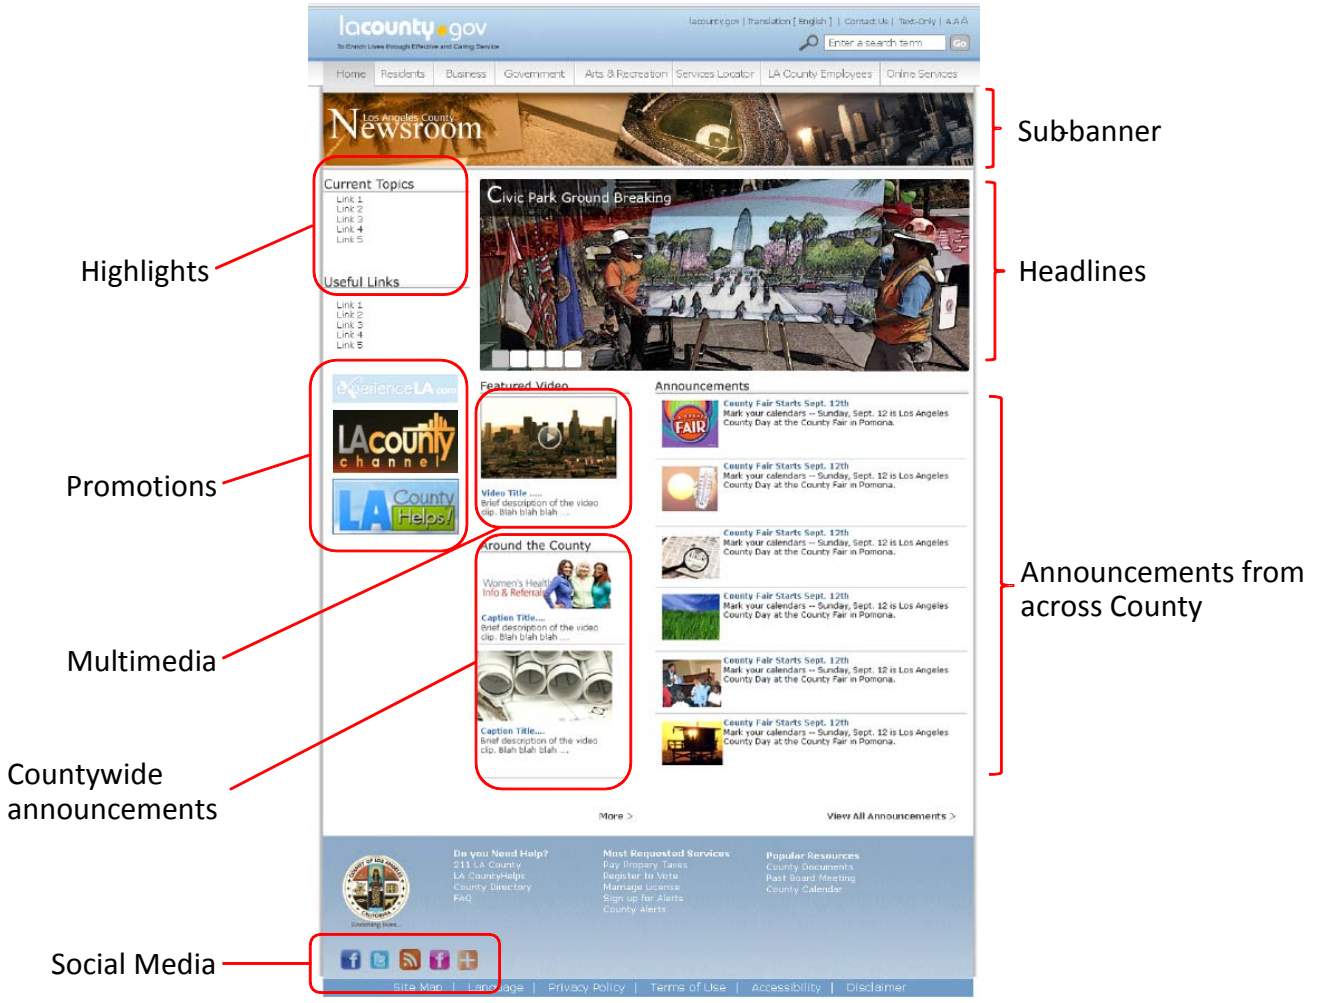 lacounty.gov
To Enrich Lives through Effective and Caring Service
lacounty.gov | Translation [ English ] | Contact Us | Text-Only | A A A
Enter a search term Go
Home Residents Business Government Arts & Recreation Services Locator LA County Employees Online Services
Los Angeles County
Newsroom
Sub-banner
Current Topics
Link 1
Link 2
Link 3
Link 4
Link 5
Highlights
Useful Links
Link 1
Link 2
Link 3
Link 4
Link 5
Civic Park Ground Breaking
Headlines
experienceLA.com
LAcounty
channel
LA County
Helps!
Promotions
Featured Video
Video Title .....
Brief description of the video
clip. Blah blah blah ....
Multimedia
Around the County
Women's Health
Info & Referrals
Caption Title....
Brief description of the video
clip. Blah blah blah ....
Caption Title....
Brief description of the video
clip. Blah blah blah ....
Countywide
announcements
More >
Announcements
FAIR
County Fair Starts Sept. 12th
Mark your calendars -- Sunday, Sept. 12 is Los Angeles
County Day at the County Fair in Pomona.
County Fair Starts Sept. 12th
Mark your calendars -- Sunday, Sept. 12 is Los Angeles
County Day at the County Fair in Pomona.
County Fair Starts Sept. 12th
Mark your calendars -- Sunday, Sept. 12 is Los Angeles
County Day at the County Fair in Pomona.
County Fair Starts Sept. 12th
Mark your calendars -- Sunday, Sept. 12 is Los Angeles
County Day at the County Fair in Pomona.
County Fair Starts Sept. 12th
Mark your calendars -- Sunday, Sept. 12 is Los Angeles
County Day at the County Fair in Pomona.
County Fair Starts Sept. 12th
Mark your calendars -- Sunday, Sept. 12 is Los Angeles
County Day at the County Fair in Pomona.
Announcements from
across County
View All Announcements >
COUNTY OF LOS ANGELES
CALIFORNIA
Enriching lives...
Do you Need Help?
211 LA County
LA CountyHelps
County Directory
FAQ
Most Requested Services
Pay Propery Taxes
Register to Vote
Marriage License
Sign up for Alerts
County Alerts
Popular Resources
County Documents
Past Board Meeting
County Calendar
Social Media
Site Map | Language | Privacy Policy | Terms of Use | Accessibility | Disclaimer